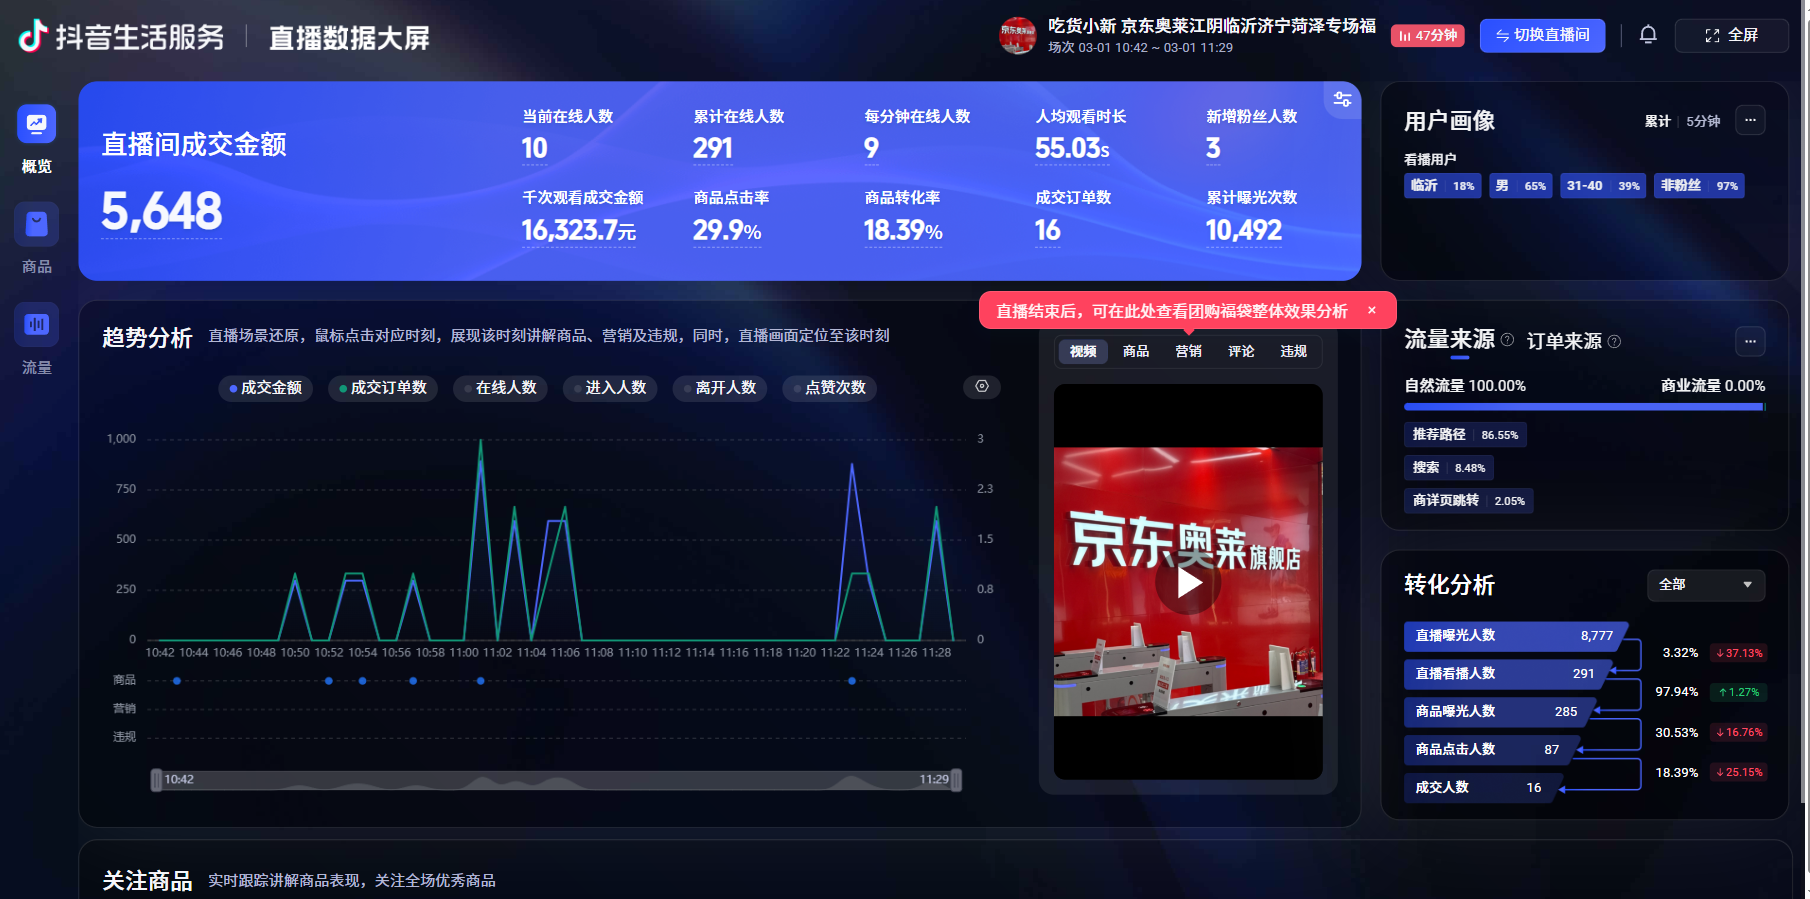 抖音生活服务 直播数据大屏
吃货小新 京东奥莱江阴临沂济宁菏泽专场福
场次 03-01 10:42 ~ 03-01 11:29
47分钟
切换直播间
全屏
概览
商品
流量
直播间成交金额
5,648
当前在线人数 累计在线人数 每分钟在线人数 人均观看时长 新增粉丝人数
10 291 9 55.03s 3
千次观看成交金额 商品点击率 商品转化率 成交订单数 累计曝光次数
16,323.7元 29.9% 18.39% 16 10,492
用户画像 累计 5分钟
看播用户
临沂 18% 男 65% 31-40 39% 非粉丝 97%
趋势分析 直播场景还原，鼠标点击对应时刻，展现该时刻讲解商品、营销及违规，同时，直播画面定位至该时刻
成交金额 成交订单数 在线人数 进入人数 离开人数 点赞次数
1,000 3
750 2.3
500 1.5
250 0.8
0 0
10:42 10:44 10:46 10:48 10:50 10:52 10:54 10:56 10:58 11:00 11:02 11:04 11:06 11:08 11:10 11:12 11:14 11:16 11:18 11:20 11:22 11:24 11:26 11:28
商品
营销
违规
10:42 11:29
直播结束后，可在此处查看团购福袋整体效果分析 ×
视频 商品 营销 评论 违规
京东奥莱旗舰店
流量来源 订单来源
自然流量 100.00% 商业流量 0.00%
推荐路径 86.55%
搜索 8.48%
商详页跳转 2.05%
转化分析 全部
直播曝光人数 8,777
3.32% ↓37.13%
直播看播人数 291
97.94% ↑1.27%
商品曝光人数 285
30.53% ↓16.76%
商品点击人数 87
18.39% ↓25.15%
成交人数 16
关注商品 实时跟踪讲解商品表现，关注全场优秀商品